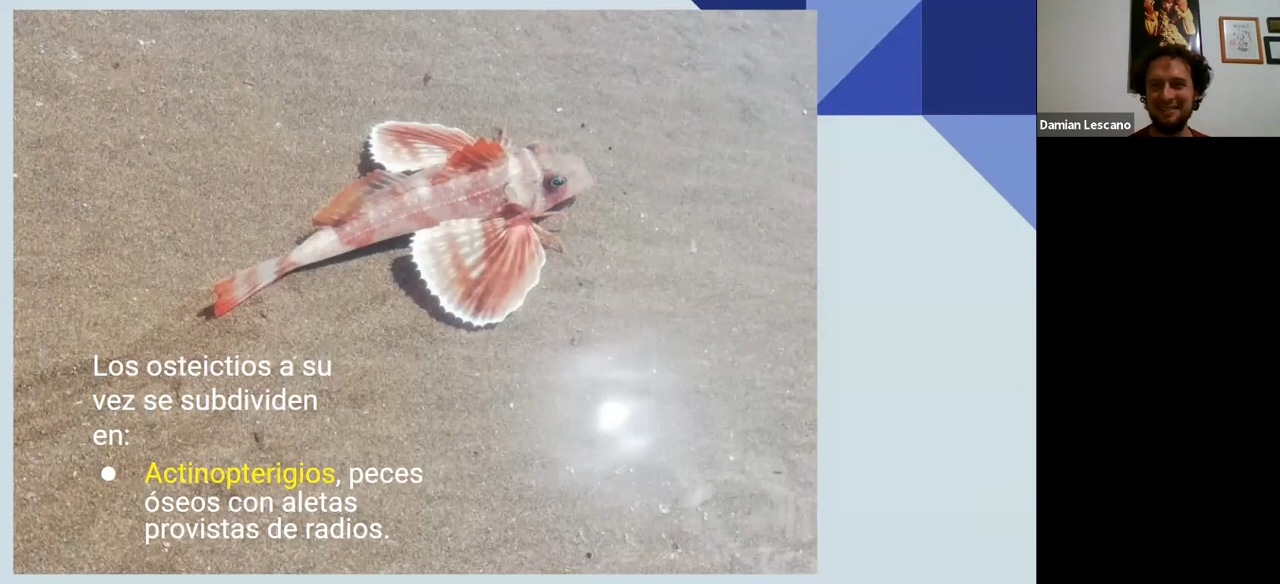 Damian Lescano
Los osteictios a su
vez se subdividen
en:
● Actinopterigios, peces
óseos con aletas
provistas de radios.